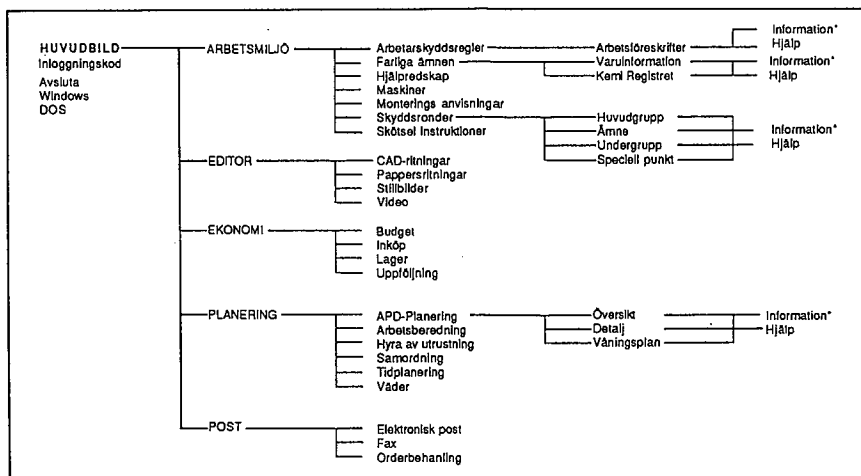 HUVUDBILD
Inloggningskod
Avsluta
Windows
DOS
ARBETSMILJÖ
Arbetarskyddsregler
Arbetsföreskrifter
Information*
Hjälp
Farliga ämnen
Varuinformation
Information*
Hjälpredskap
Kemi Registret
Hjälp
Maskiner
Monterings anvisningar
Skyddsronder
Huvudgrupp
Skötsel Instruktioner
Ämne
Information*
Undergrupp
Hjälp
Speciell punkt
EDITOR
CAD-ritningar
Pappersritningar
Stillbilder
Video
EKONOMI
Budget
Inköp
Lager
Uppföljning
PLANERING
APD-Planering
Översikt
Information*
Arbetsberedning
Detalj
Hjälp
Hyra av utrustning
Våningsplan
Samordning
Tidplanering
Väder
POST
Elektronisk post
Fax
Orderbehanling